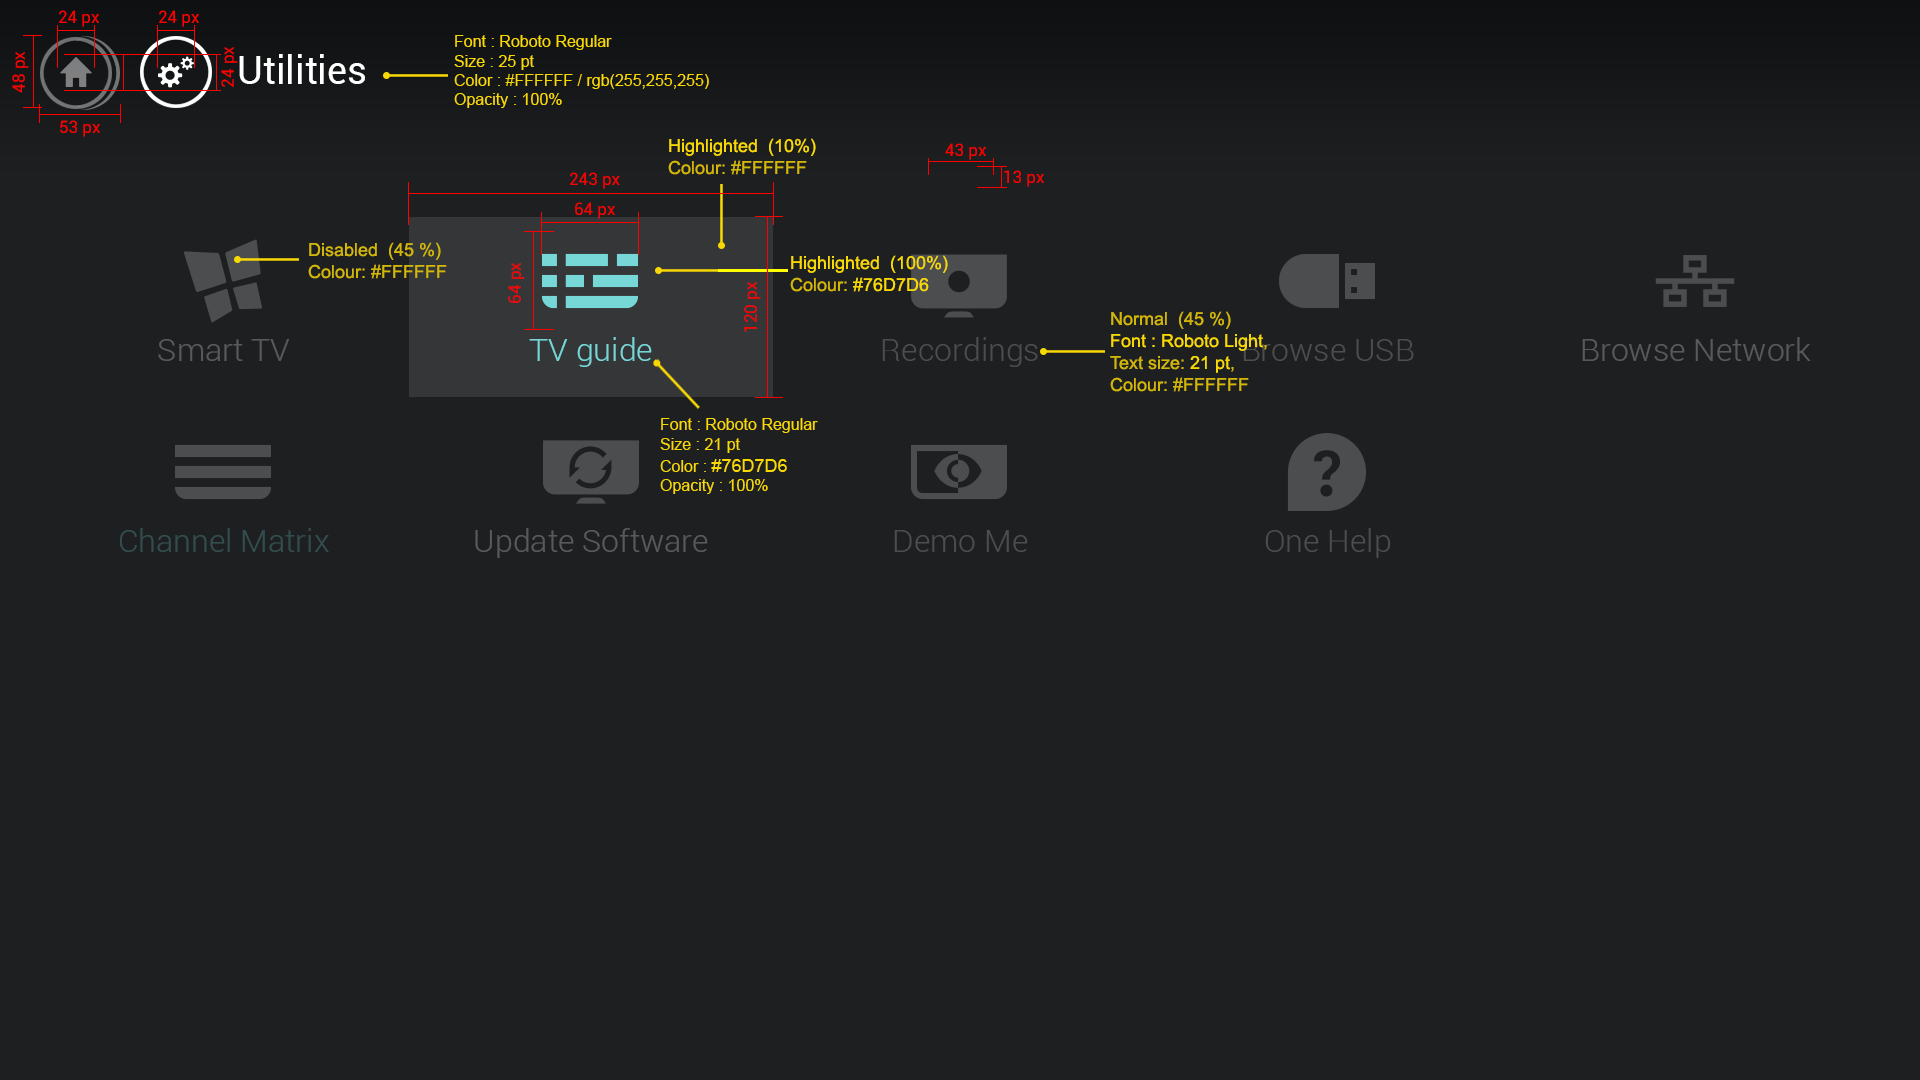 24 px
24 px
48 px
24 px
53 px
Utilities
Font : Roboto Regular
Size : 25 pt
Color : #FFFFFF / rgb(255,255,255)
Opacity : 100%
Highlighted (10%)
Colour: #FFFFFF
43 px
13 px
243 px
64 px
64 px
120 px
Disabled (45 %)
Colour: #FFFFFF
Highlighted (100%)
Colour: #76D7D6
Normal (45 %)
Font : Roboto Light,
Text size: 21 pt,
Colour: #FFFFFF
Smart TV
TV guide
Recordings
Browse USB
Browse Network
Font : Roboto Regular
Size : 21 pt
Color : #76D7D6
Opacity : 100%
Channel Matrix
Update Software
Demo Me
One Help